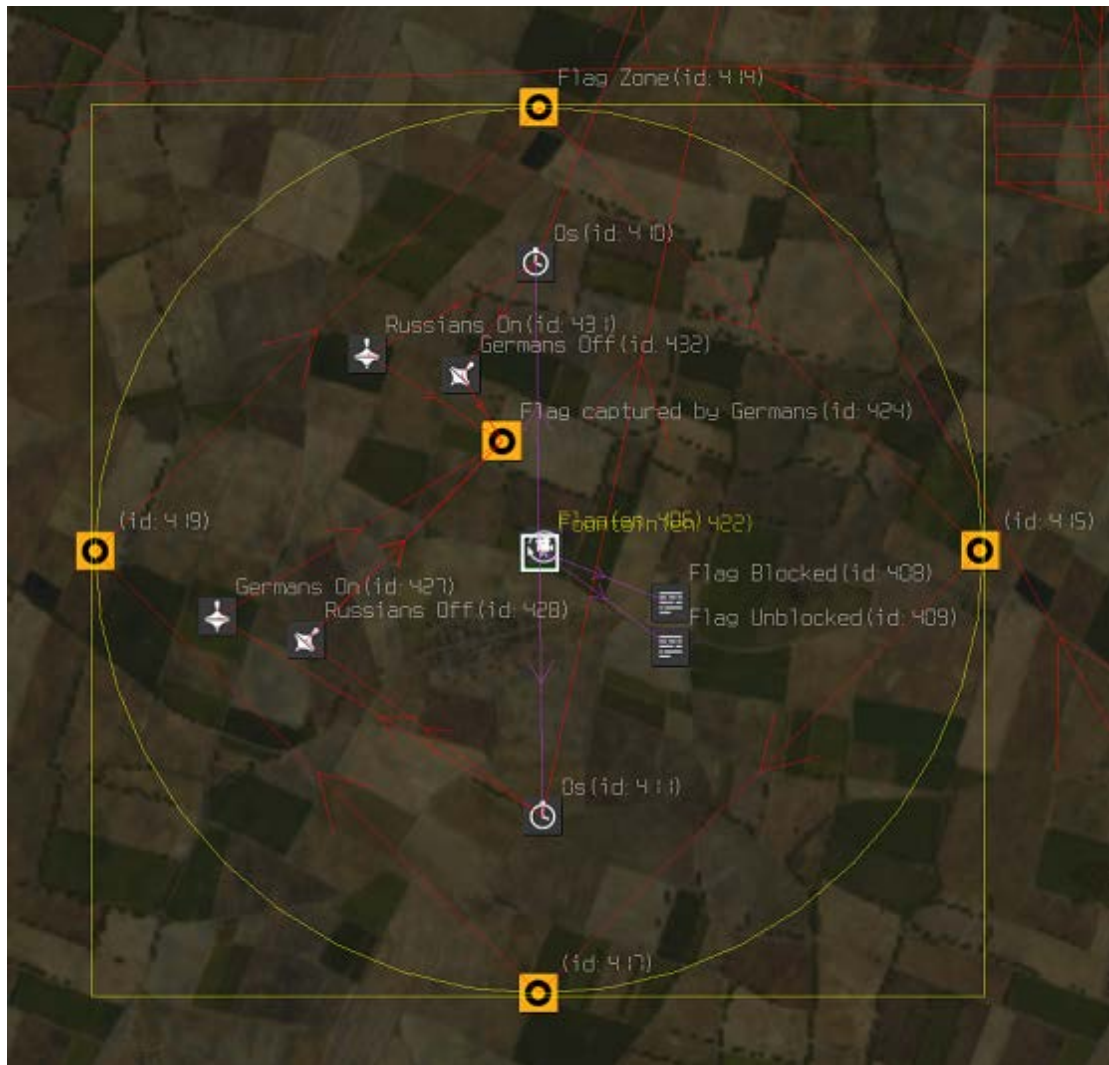 Flag Zone(id: 414)
0s(id: 410)
Russians On(id: 431)
Germans Off(id: 432)
Flag captured by Germans(id: 424)
(id: 419)
(id: 415)
Flag Blocked(id: 408)
Germans On(id: 427)
Russians Off(id: 428)
Flag Unblocked(id: 409)
0s(id: 411)
(id: 417)